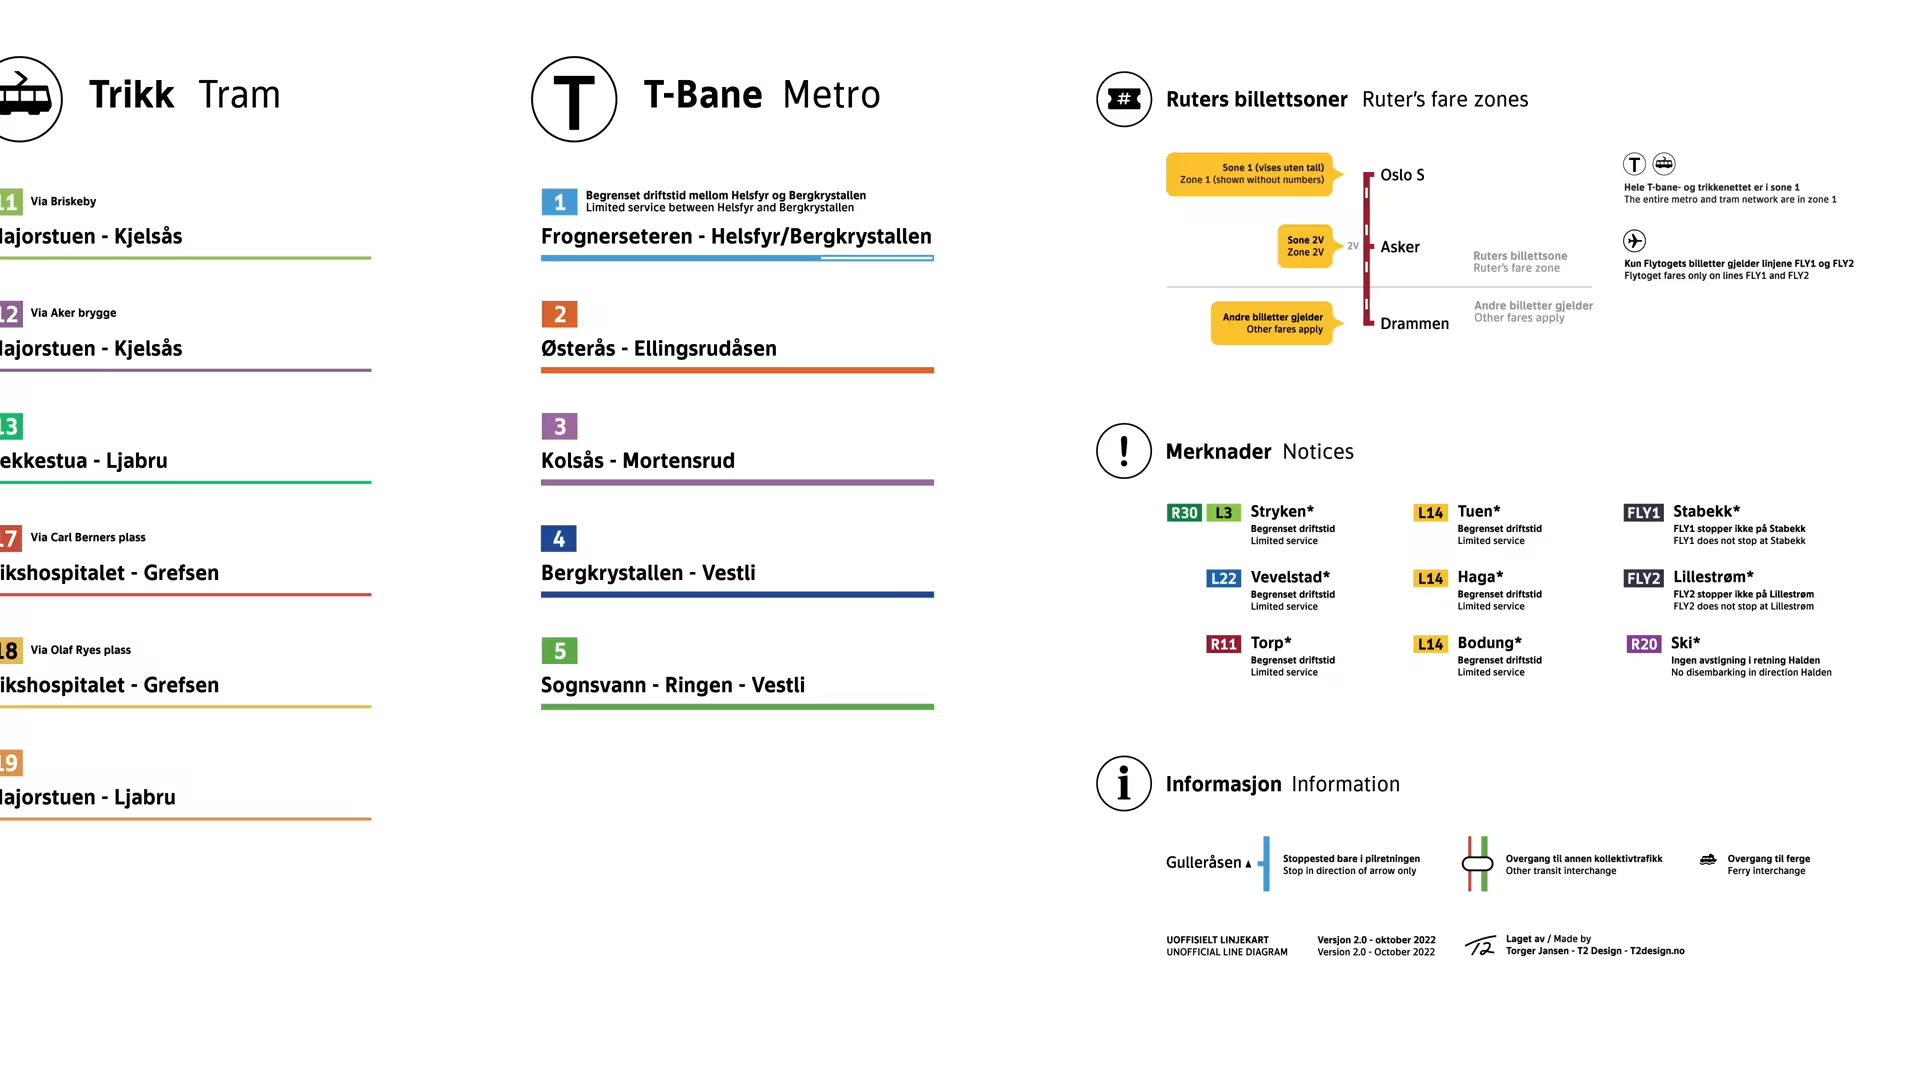 Trikk Tram
11 Via Briskeby
ajorstuen - Kjelsås
12 Via Aker brygge
ajorstuen - Kjelsås
13
ekkestua - Ljabru
17 Via Carl Berners plass
ikshospitalet - Grefsen
18 Via Olaf Ryes plass
ikshospitalet - Grefsen
19
ajorstuen - Ljabru
T T-Bane Metro
1 Begrenset driftstid mellom Helsfyr og Bergkrystallen
Limited service between Helsfyr and Bergkrystallen
Frognerseteren - Helsfyr/Bergkrystallen
2
Østerås - Ellingsrudåsen
3
Kolsås - Mortensrud
4
Bergkrystallen - Vestli
5
Sognsvann - Ringen - Vestli
# Ruters billettsoner Ruter's fare zones
Sone 1 (vises uten tall)
Zone 1 (shown without numbers)
Oslo S
Sone 2V
Zone 2V
2V
Asker
Ruters billettsone
Ruter's fare zone
Andre billetter gjelder
Other fares apply
Andre billetter gjelder
Other fares apply
Drammen
T
Hele T-bane- og trikkenettet er i sone 1
The entire metro and tram network are in zone 1
Kun Flytogets billetter gjelder linjene FLY1 og FLY2
Flytoget fares only on lines FLY1 and FLY2
! Merknader Notices
R30 L3 Stryken*
Begrenset driftstid
Limited service
L14 Tuen*
Begrenset driftstid
Limited service
FLY1 Stabekk*
FLY1 stopper ikke på Stabekk
FLY1 does not stop at Stabekk
L22 Vevelstad*
Begrenset driftstid
Limited service
L14 Haga*
Begrenset driftstid
Limited service
FLY2 Lillestrøm*
FLY2 stopper ikke på Lillestrøm
FLY2 does not stop at Lillestrøm
R11 Torp*
Begrenset driftstid
Limited service
L14 Bodung*
Begrenset driftstid
Limited service
R20 Ski*
Ingen avstigning i retning Halden
No disembarking in direction Halden
i Informasjon Information
Gulleråsen ▲
Stoppested bare i pilretningen
Stop in direction of arrow only
Overgang til annen kollektivtrafikk
Other transit interchange
Overgang til ferge
Ferry interchange
UOFFISIELT LINJEKART
UNOFFICIAL LINE DIAGRAM
Versjon 2.0 - oktober 2022
Version 2.0 - October 2022
T2
Laget av / Made by
Torger Jansen - T2 Design - T2design.no